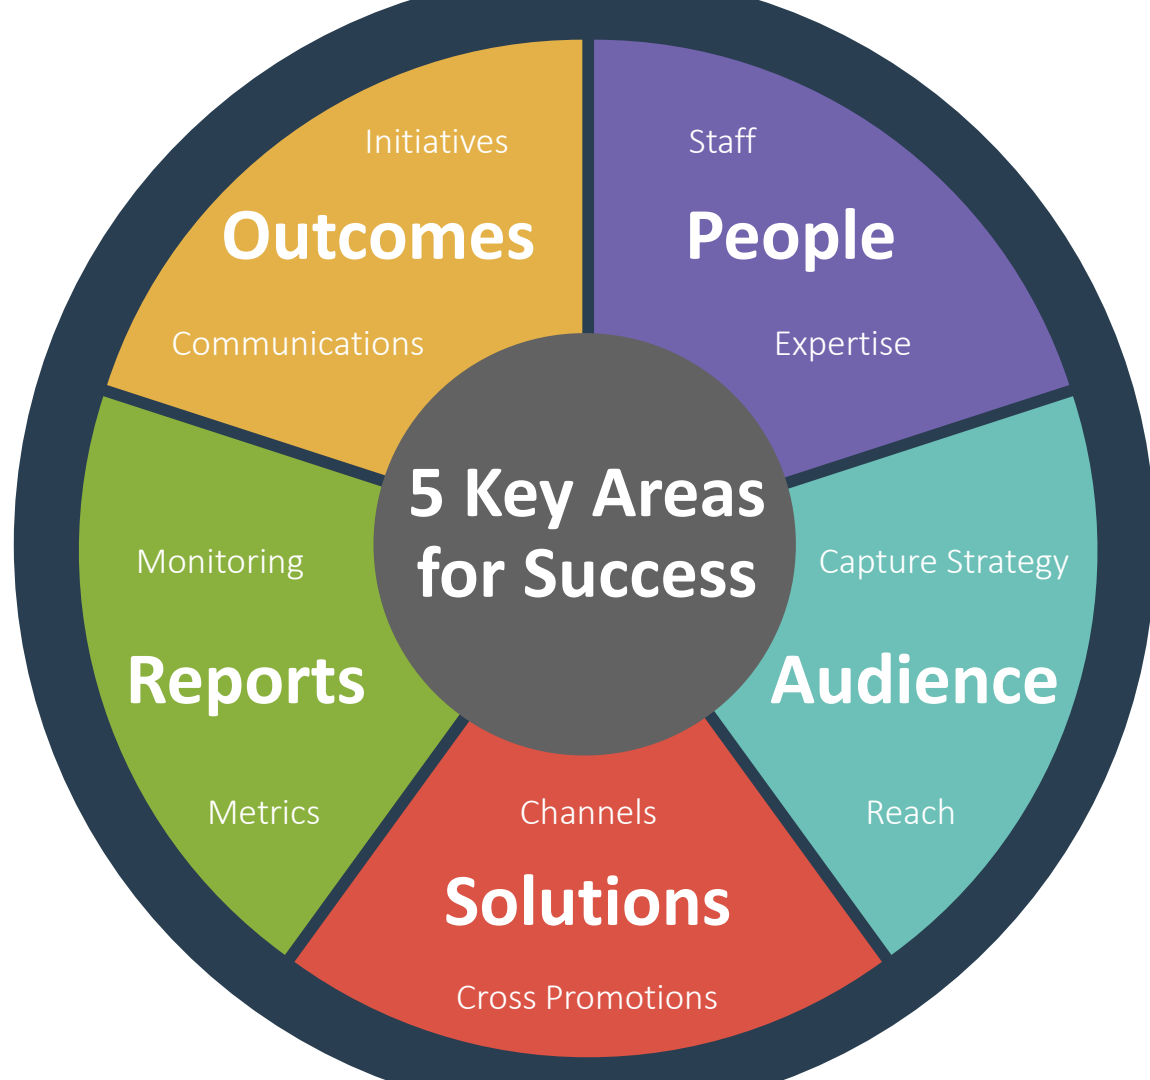 5 Key Areas
for Success
Staff
People
Expertise
Capture Strategy
Audience
Reach
Channels
Solutions
Cross Promotions
Monitoring
Reports
Metrics
Initiatives
Outcomes
Communications